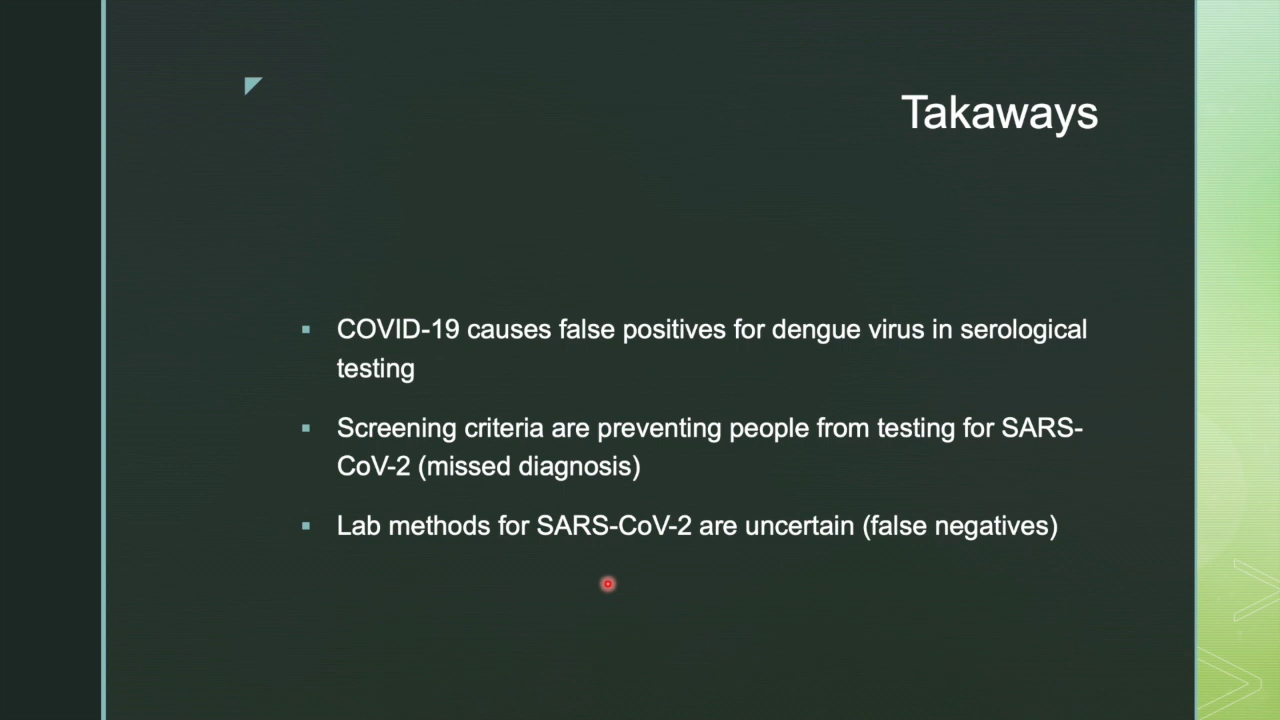 Takaways
▪ COVID-19 causes false positives for dengue virus in serological
testing
▪ Screening criteria are preventing people from testing for SARS-
CoV-2 (missed diagnosis)
▪ Lab methods for SARS-CoV-2 are uncertain (false negatives)